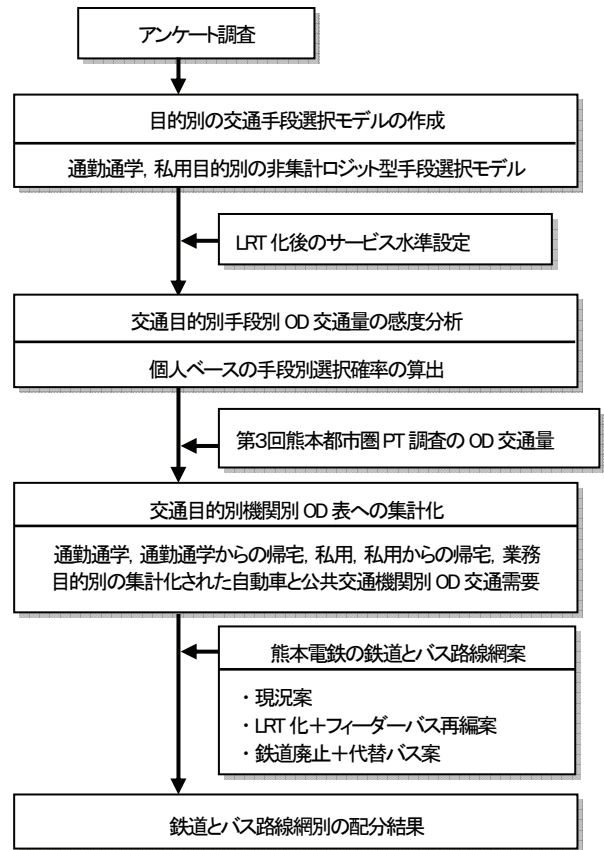 アンケート調査
目的別の交通手段選択モデルの作成
通勤通学, 私用目的別の非集計ロジット型手段選択モデル
LRT 化後のサービス水準設定
交通目的別手段別 OD 交通量の感度分析
個人ベースの手段別選択確率の算出
第3回熊本都市圏 PT 調査の OD 交通量
交通目的別機関別 OD 表への集計化
通勤通学, 通勤通学からの帰宅, 私用, 私用からの帰宅, 業務
目的別の集計化された自動車と公共交通機関別 OD 交通需要
熊本電鉄の鉄道とバス路線網案
・現況案
・LRT 化＋フィーダーバス再編案
・鉄道廃止＋代替バス案
鉄道とバス路線網別の配分結果